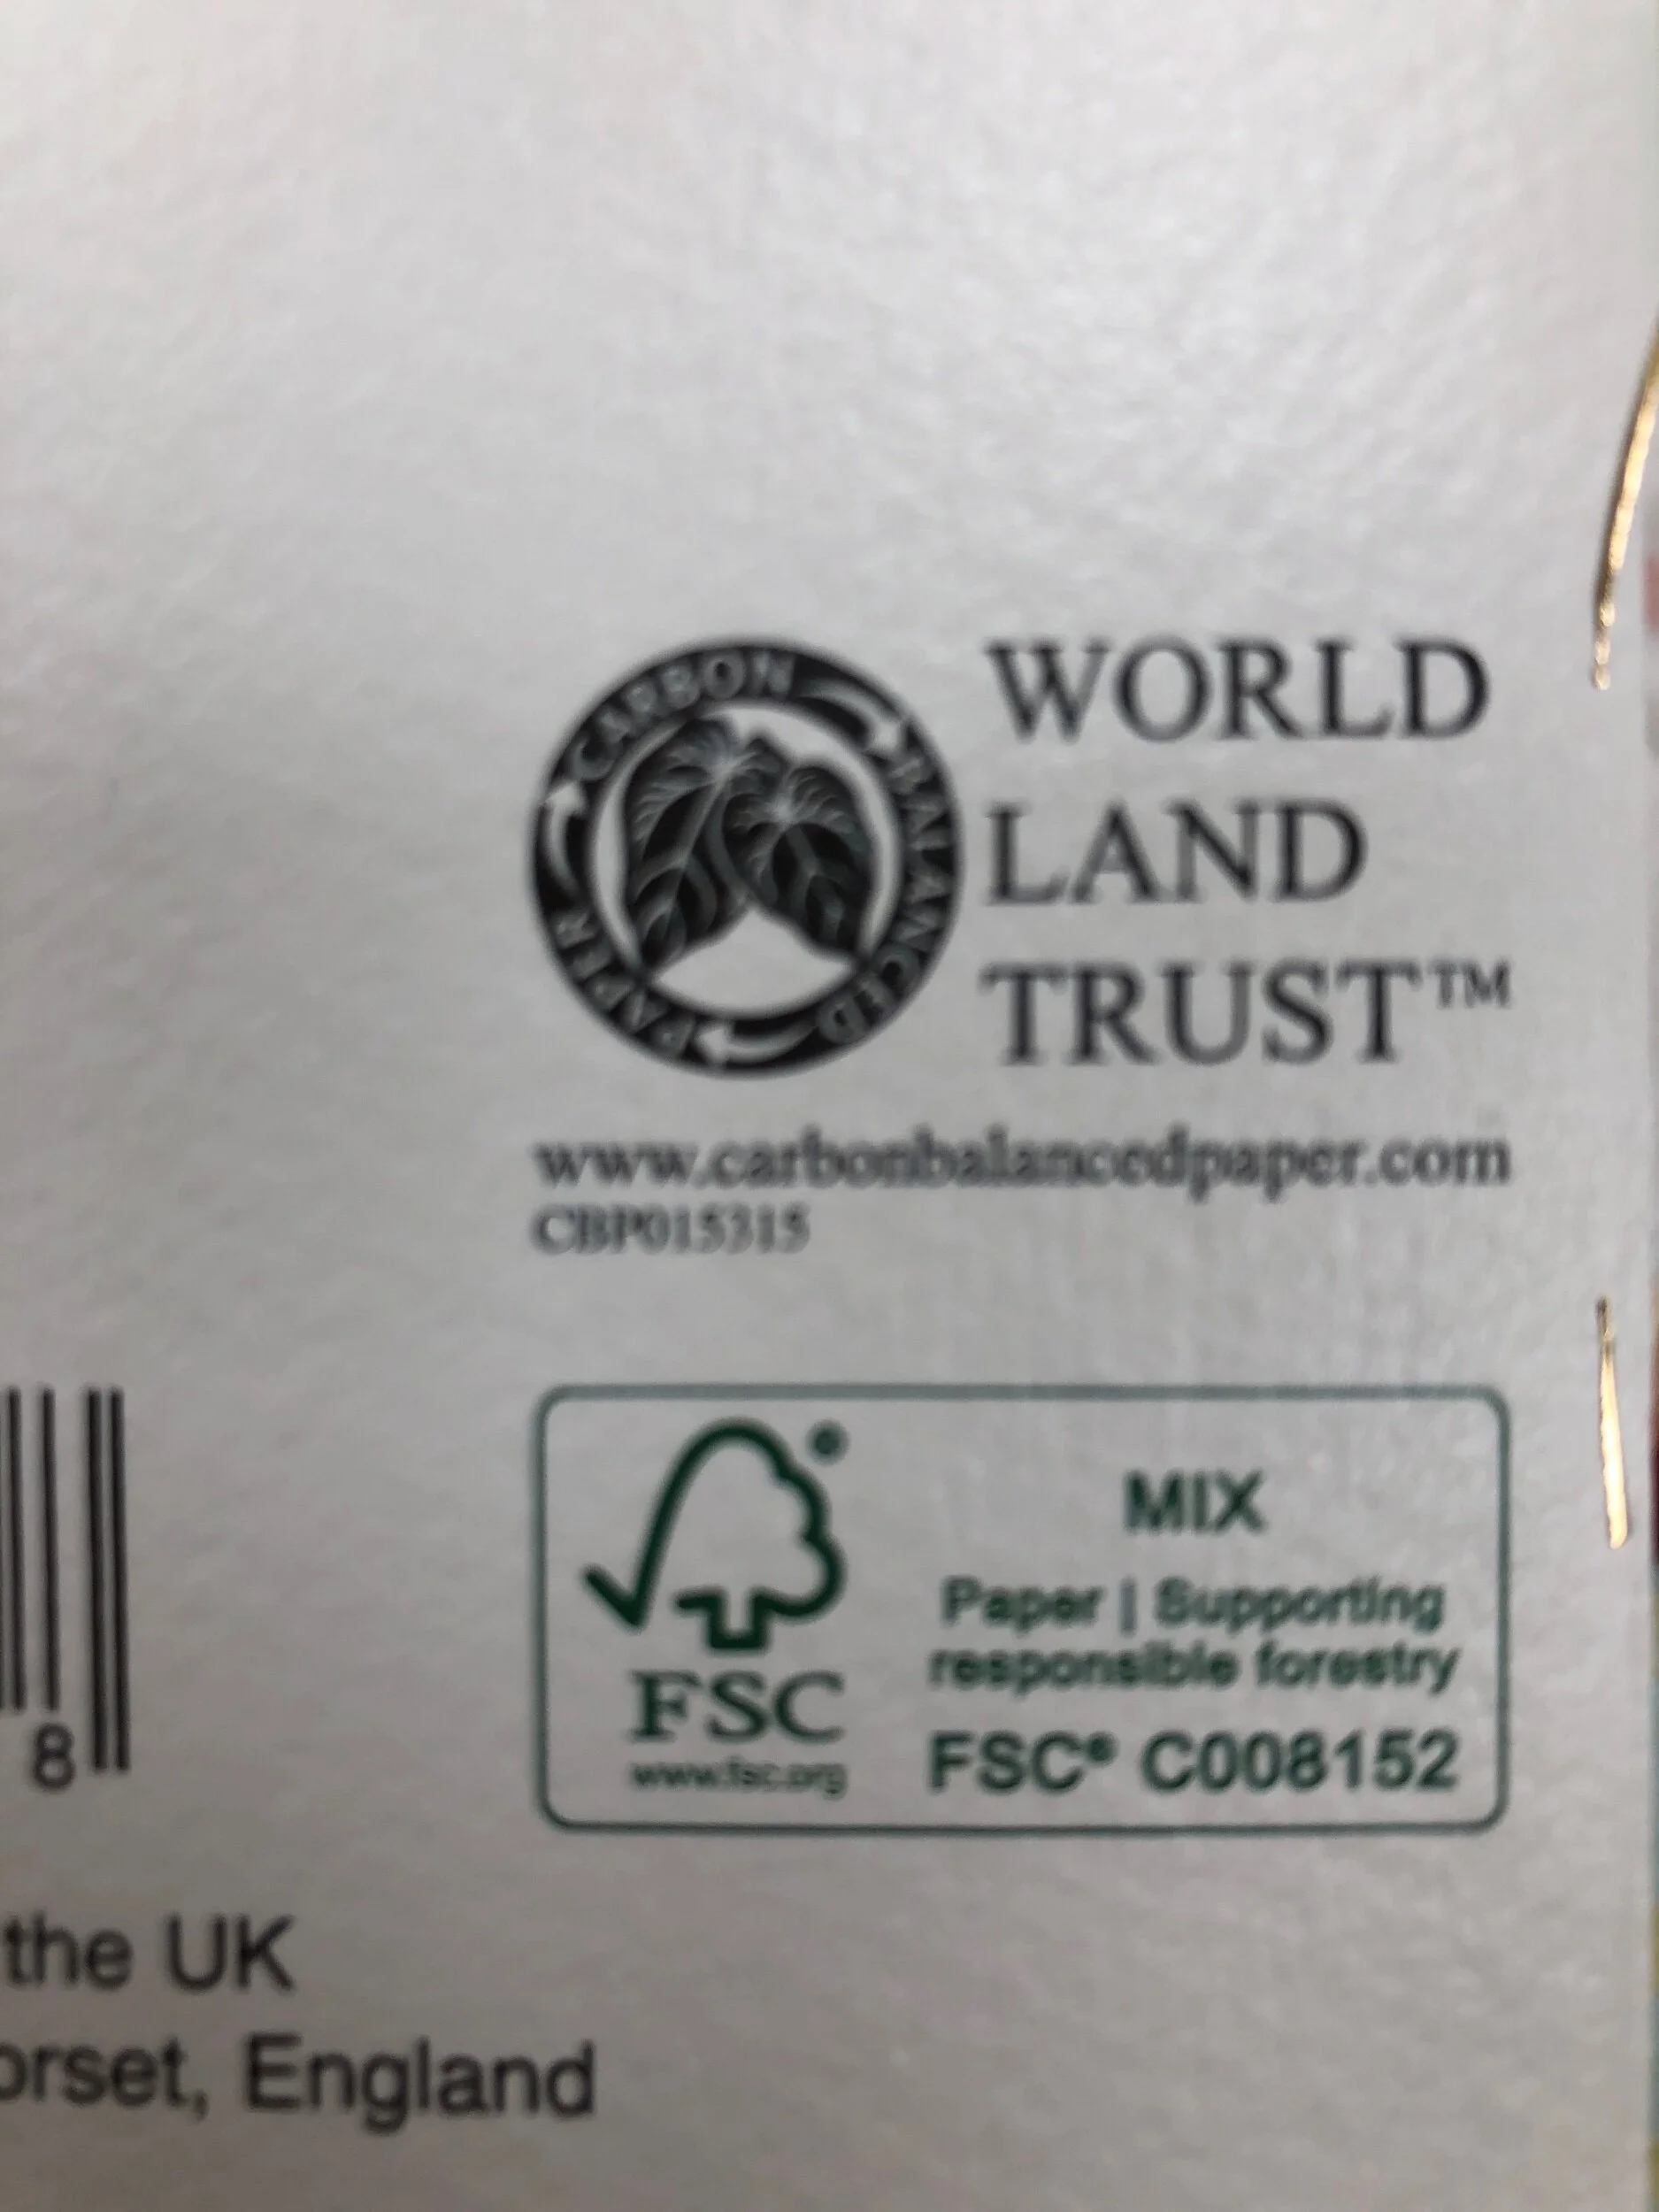 CARBON BALANCED PAPER
WORLD
LAND
TRUST™
www.carbonbalancedpaper.com
CBP015315
®
FSC
www.fsc.org
MIX
Paper | Supporting
responsible forestry
FSC® C008152
8
the UK
orset, England